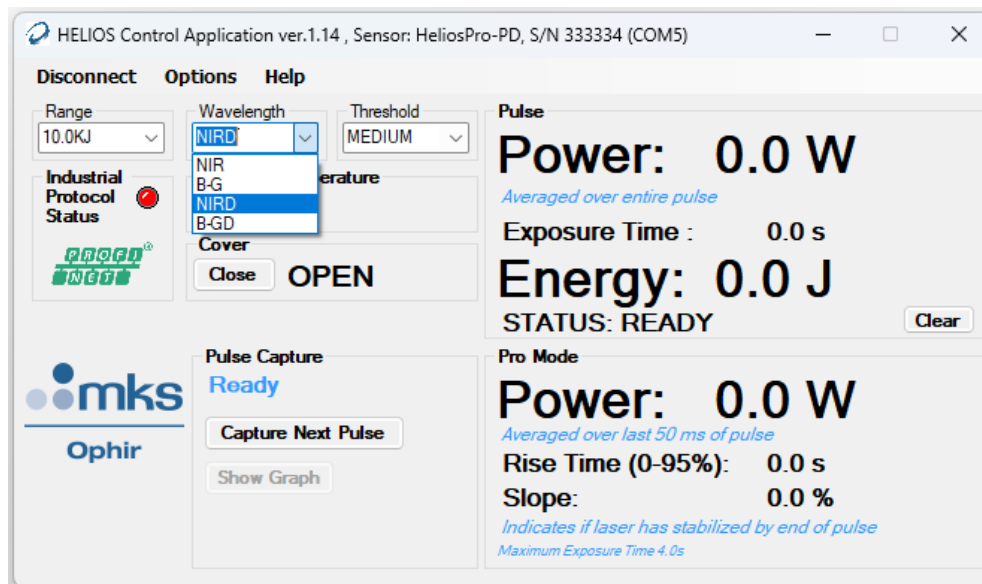 HELIOS Control Application ver.1.14 , Sensor: HeliosPro-PD, S/N 333334 (COM5)
Disconnect Options Help
Range
10.0KJ
Wavelength
NIRD
NIR
B-G
NIRD
B-GD
Threshold
MEDIUM
Industrial
Protocol
Status
PROFI
NET
erature
Cover
Close OPEN
mks
Ophir
Pulse Capture
Ready
Capture Next Pulse
Show Graph
Pulse
Power: 0.0 W
Averaged over entire pulse
Exposure Time : 0.0 s
Energy: 0.0 J
STATUS: READY
Clear
Pro Mode
Power: 0.0 W
Averaged over last 50 ms of pulse
Rise Time (0-95%): 0.0 s
Slope: 0.0 %
Indicates if laser has stabilized by end of pulse
Maximum Exposure Time 4.0s